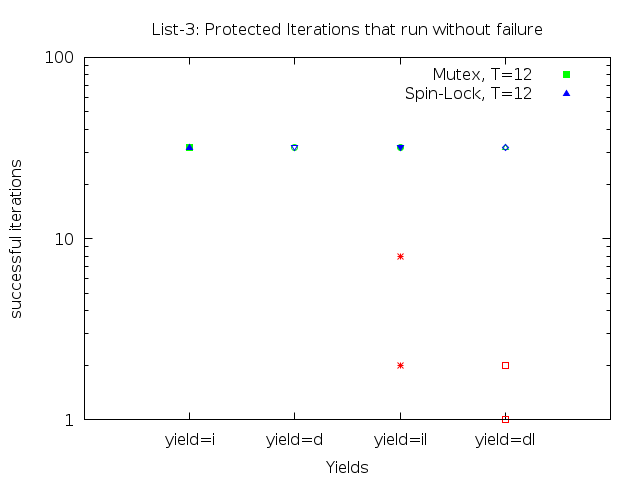 List-3: Protected Iterations that run without failure
100
Mutex, T=12
Spin-Lock, T=12
successful iterations
10
1
yield=i yield=d yield=il yield=dl
Yields